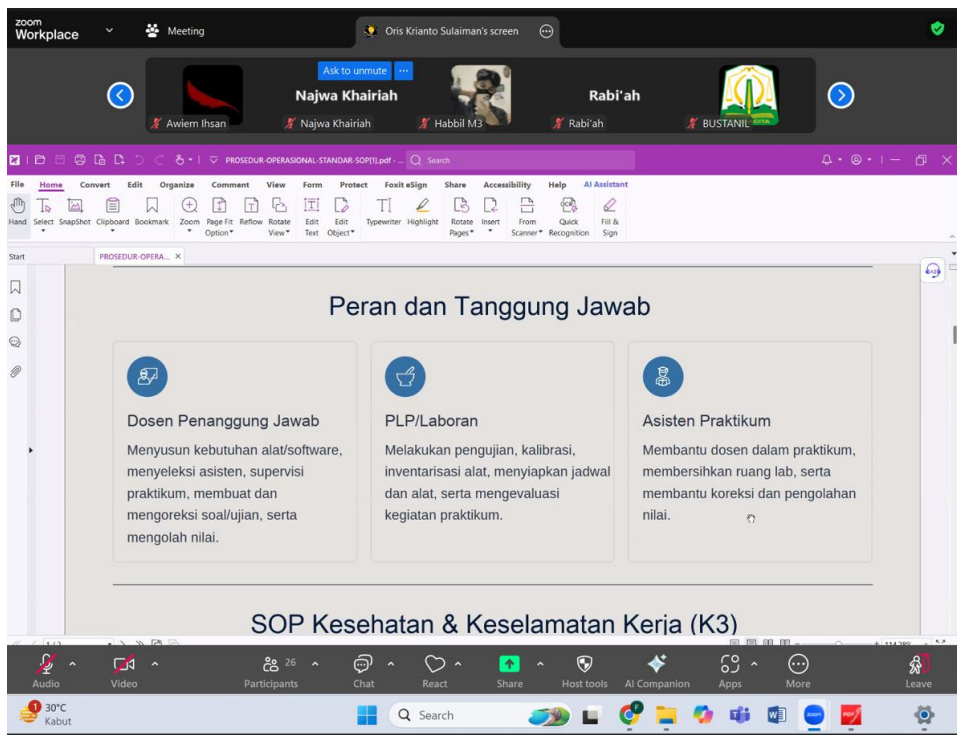 zoom
Workplace
Meeting
Oris Krianto Sulaiman's screen
Ask to unmute
Najwa Khairiah
Rabi'ah
Awiem Ihsan
Najwa Khairiah
Habbil M3
Rabi'ah
BUSTANIL
PROSEDUR-OPERASIONAL-STANDAR-SOP[1].pdf - ...
Search
File Home Convert Edit Organize Comment View Form Protect Foxit eSign Share Accessibility Help AI Assistant
Hand
Select
SnapShot
Clipboard
Bookmark
Zoom
Page Fit Option
Reflow
Rotate View
Edit Text
Edit Object
Typewriter
Highlight
Rotate Pages
Insert
From Scanner
Quick Recognition
Fill & Sign
Start
PROSEDUR-OPERA...
Peran dan Tanggung Jawab
Dosen Penanggung Jawab
Menyusun kebutuhan alat/software,
menyeleksi asisten, supervisi
praktikum, membuat dan
mengoreksi soal/ujian, serta
mengolah nilai.
PLP/Laboran
Melakukan pengujian, kalibrasi,
inventarisasi alat, menyiapkan jadwal
dan alat, serta mengevaluasi
kegiatan praktikum.
Asisten Praktikum
Membantu dosen dalam praktikum,
membersihkan ruang lab, serta
membantu koreksi dan pengolahan
nilai.
SOP Kesehatan & Keselamatan Kerja (K3)
Audio
Video
26
Participants
Chat
React
Share
Host tools
AI Companion
Apps
More
Leave
1
30°C
Kabut
Search
zoom
PDF